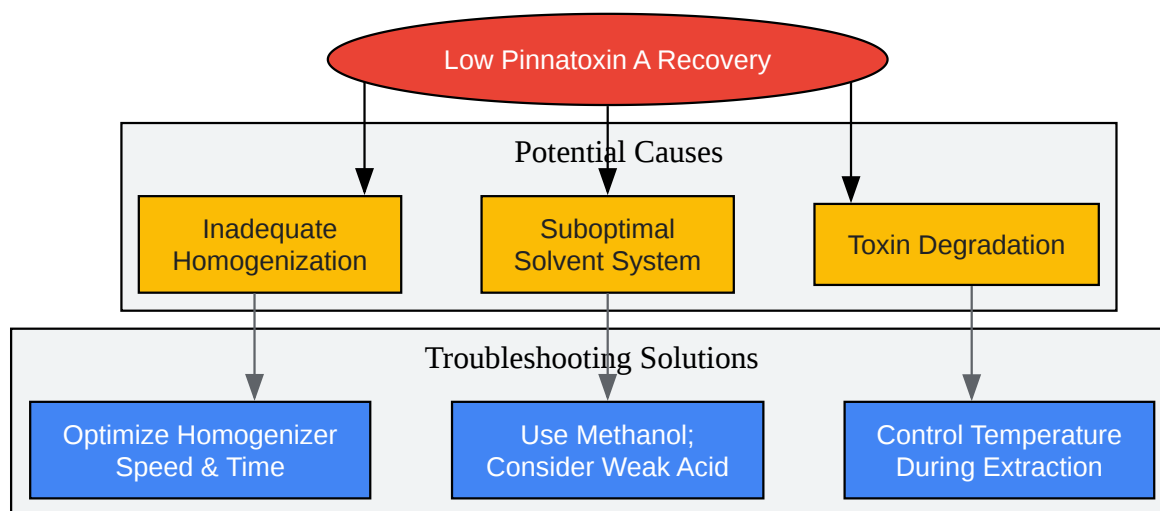 Low Pinnatoxin A Recovery
Potential Causes
Inadequate
Homogenization
Suboptimal
Solvent System
Toxin Degradation
Troubleshooting Solutions
Optimize Homogenizer
Speed & Time
Use Methanol;
Consider Weak Acid
Control Temperature
During Extraction